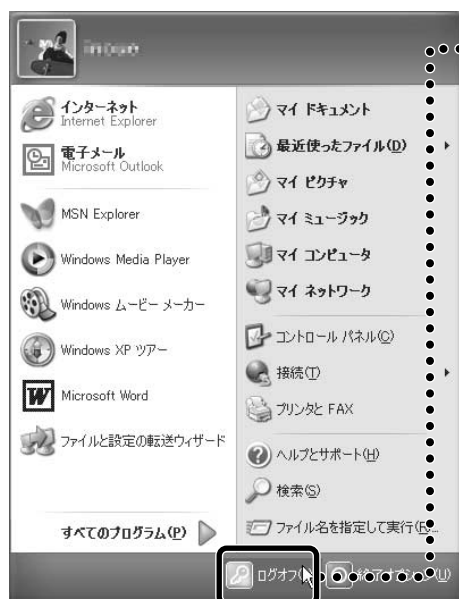 インターネット
Internet Explorer
電子メール
Microsoft Outlook
MSN Explorer
Windows Media Player
Windows ムービー メーカー
Windows XP ツアー
Microsoft Word
ファイルと設定の転送ウィザード
すべてのプログラム(P)
マイ ドキュメント
最近使ったファイル(D)
マイ ピクチャ
マイ ミュージック
マイ コンピュータ
マイ ネットワーク
コントロール パネル(C)
接続(T)
プリンタと FAX
ヘルプとサポート(H)
検索(S)
ファイル名を指定して実行(R)...
ログオフ
終了オプション(U)